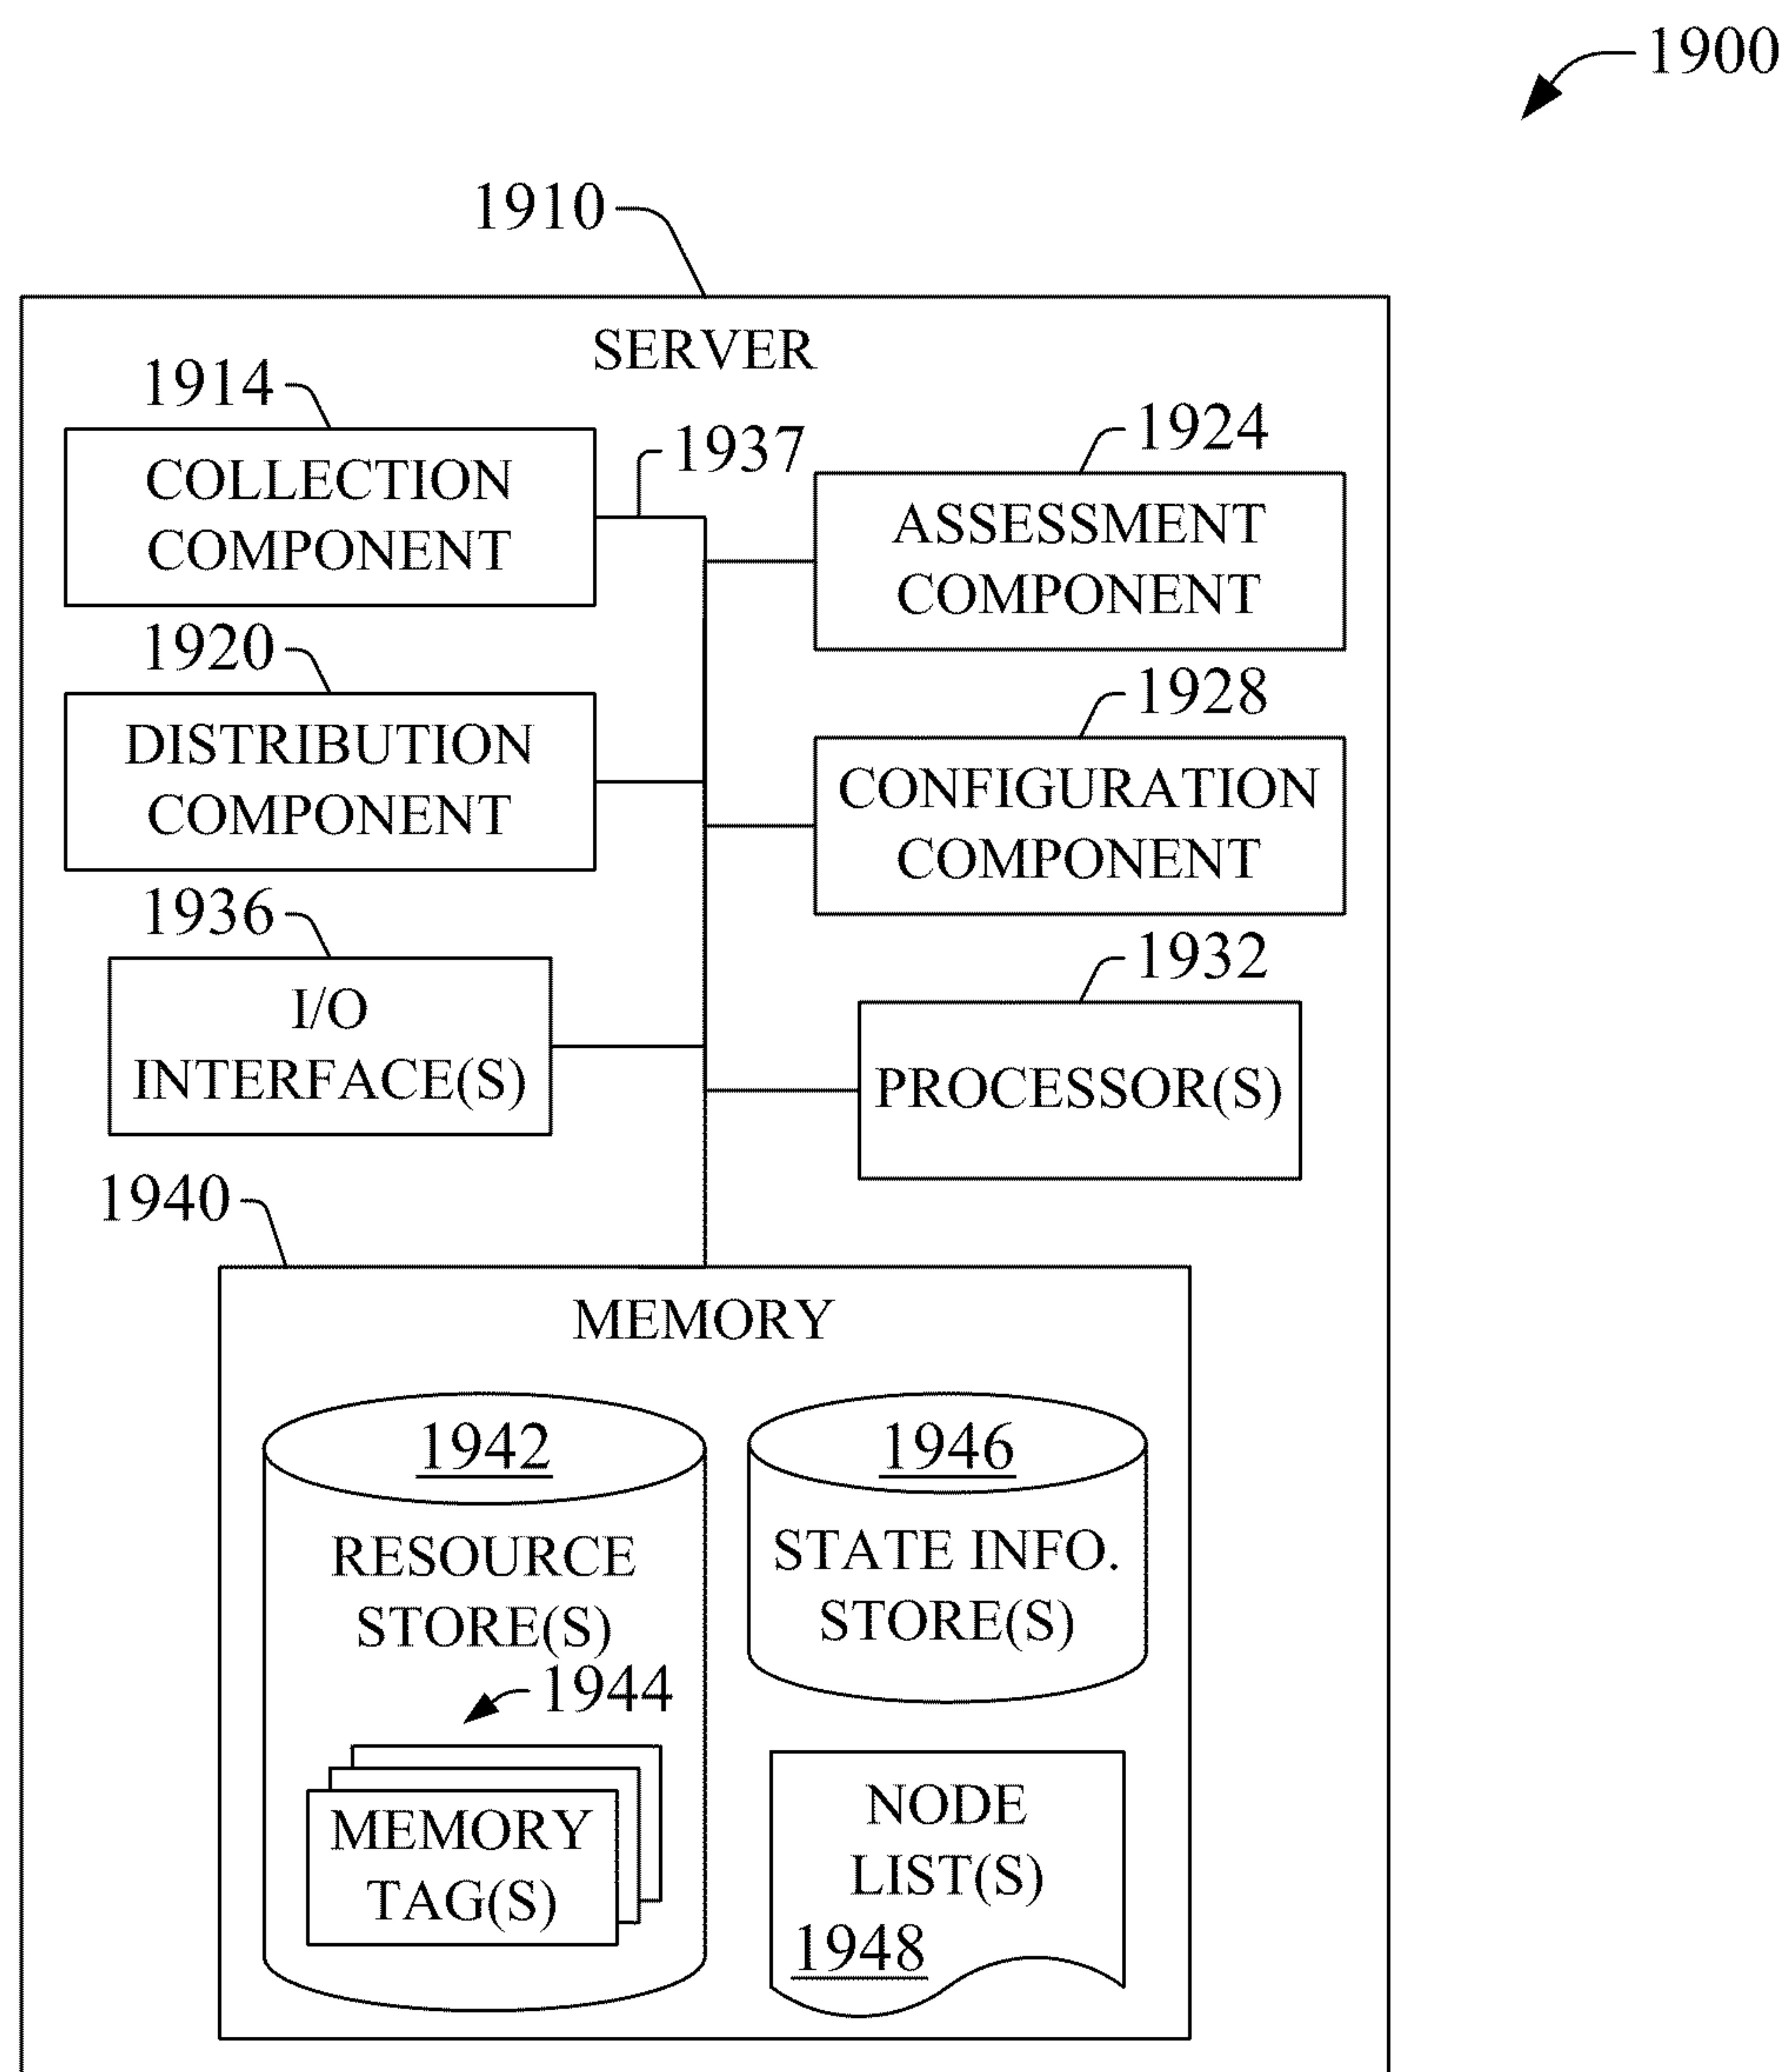 1900
1910
SERVER
1914
COLLECTION
COMPONENT
1937
1924
ASSESSMENT
COMPONENT
1920
DISTRIBUTION
COMPONENT
1928
CONFIGURATION
COMPONENT
1936
I/O
INTERFACE(S)
1932
PROCESSOR(S)
1940
MEMORY
1942
RESOURCE
STORE(S)
1944
MEMORY
TAG(S)
1946
STATE INFO.
STORE(S)
NODE
LIST(S)
1948